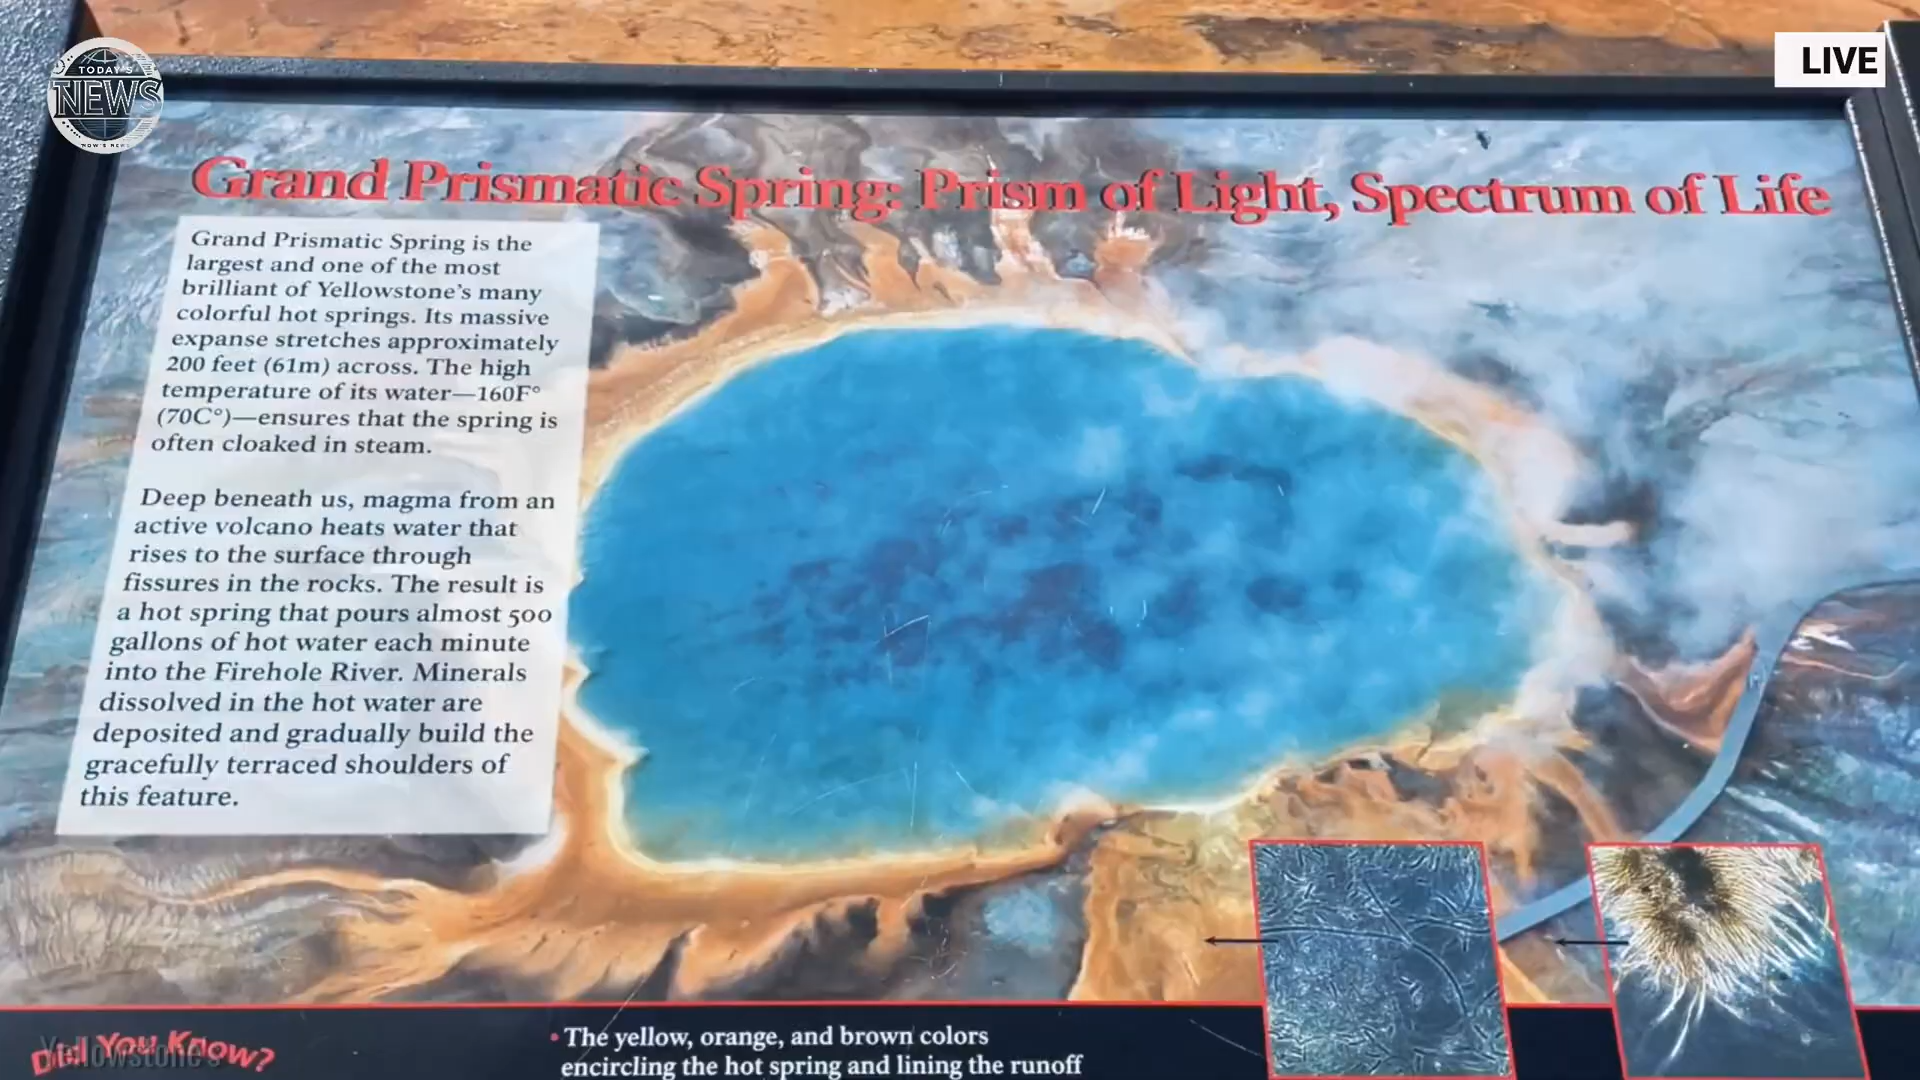 TODAY'S
NEWS
NOW'S NEWS
LIVE
Grand Prismatic Spring: Prism of Light, Spectrum of Life
Grand Prismatic Spring is the
largest and one of the most
brilliant of Yellowstone's many
colorful hot springs. Its massive
expanse stretches approximately
200 feet (61m) across. The high
temperature of its water—160F°
(70C°)—ensures that the spring is
often cloaked in steam.
Deep beneath us, magma from an
active volcano heats water that
rises to the surface through
fissures in the rocks. The result is
a hot spring that pours almost 500
gallons of hot water each minute
into the Firehole River. Minerals
dissolved in the hot water are
deposited and gradually build the
gracefully terraced shoulders of
this feature.
Did You Know?
Yellowstone's
• The yellow, orange, and brown colors
encircling the hot spring and lining the runoff